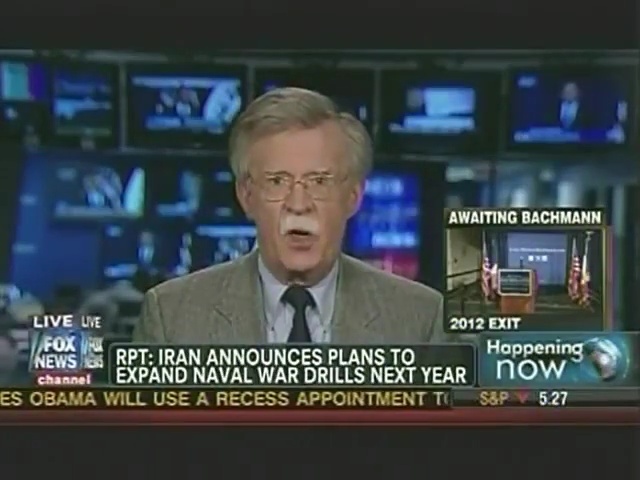 AWAITING BACHMANN
2012 EXIT
LIVE
LIVE
FOX
NEWS
channel
FOX
NEWS
RPT: IRAN ANNOUNCES PLANS TO
EXPAND NAVAL WAR DRILLS NEXT YEAR
Happening
now
ES OBAMA WILL USE A RECESS APPOINTMENT
S&P
5.27